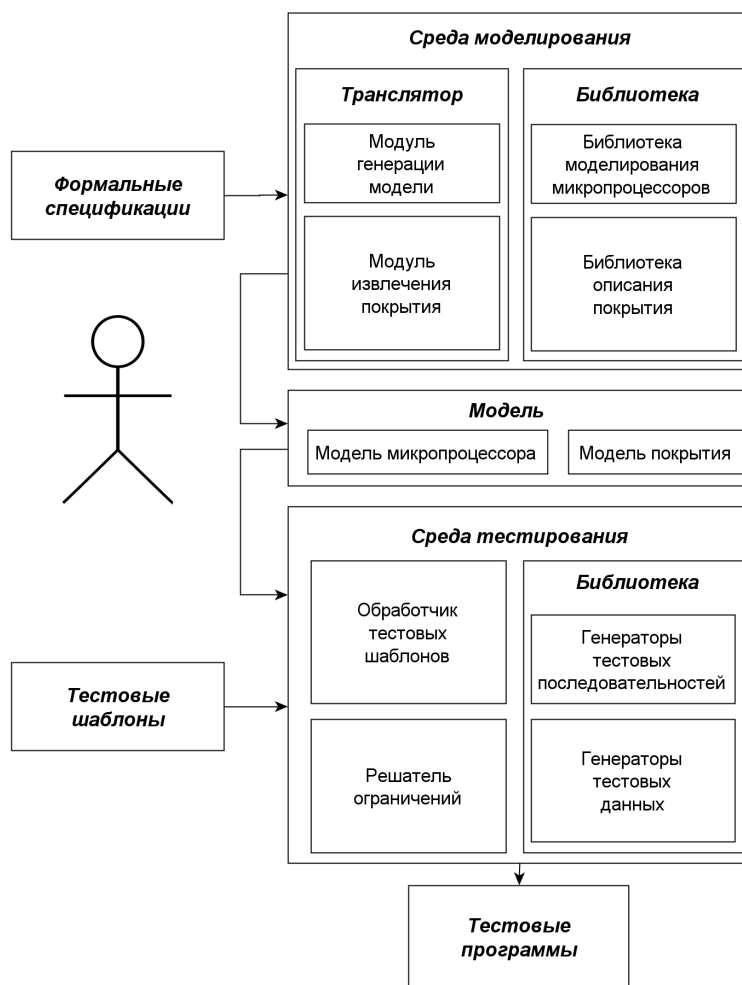 Среда моделирования
Транслятор
Модуль
генерации
модели
Модуль
извлечения
покрытия
Библиотека
Библиотека
моделирования
микропроцессоров
Библиотека
описания
покрытия
Формальные
спецификации
Модель
Модель микропроцессора
Модель покрытия
Среда тестирования
Обработчик
тестовых
шаблонов
Решатель
ограничений
Библиотека
Генераторы
тестовых
последовательностей
Генераторы
тестовых
данных
Тестовые
шаблоны
Тестовые
программы